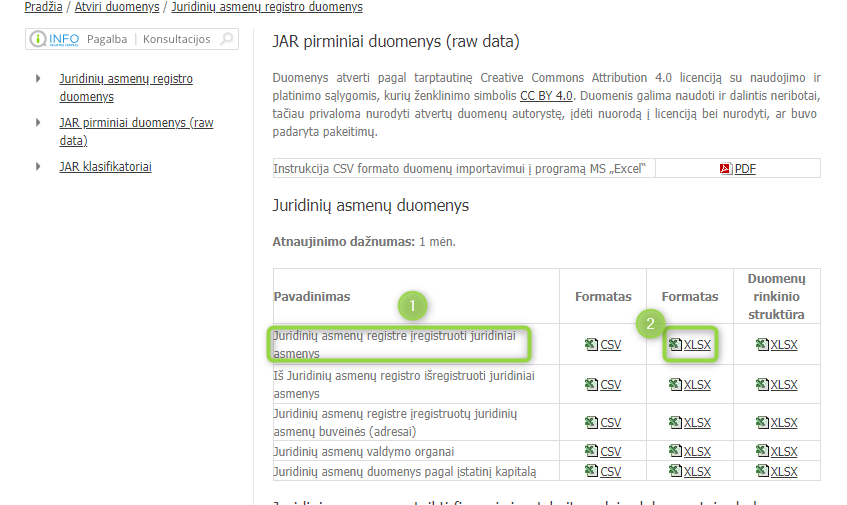 Pradžia / Atviri duomenys / Juridinių asmenų registro duomenys
INFO Pagalba | Konsultacijos
Juridinių asmenų registro
duomenys
JAR pirminiai duomenys (raw
data)
JAR klasifikatoriai
JAR pirminiai duomenys (raw data)
Duomenys atverti pagal tarptautinę Creative Commons Attribution 4.0 licenciją su naudojimo ir
platinimo sąlygomis, kurių ženklinimo simbolis CC BY 4.0. Duomenis galima naudoti ir dalintis neribotai,
tačiau privaloma nurodyti atvertų duomenų autorystę, įdėti nuorodą į licenciją bei nurodyti, ar buvo
padaryta pakeitimų.
Instrukcija CSV formato duomenų importavimui į programą MS „Excel“ PDF
Juridinių asmenų duomenys
Atnaujinimo dažnumas: 1 mėn.
Pavadinimas Formatas Formatas Duomenų
rinkinio
struktūra
1
2
Juridinių asmenų registre įregistruoti juridiniai
asmenys CSV XLSX XLSX
Iš Juridinių asmenų registro išregistruoti juridiniai
asmenys CSV XLSX XLSX
Juridinių asmenų registre įregistruotų juridinių
asmenų buveinės (adresai) CSV XLSX XLSX
Juridinių asmenų valdymo organai CSV XLSX XLSX
Juridinių asmenų duomenys pagal įstatinį kapitalą CSV XLSX XLSX